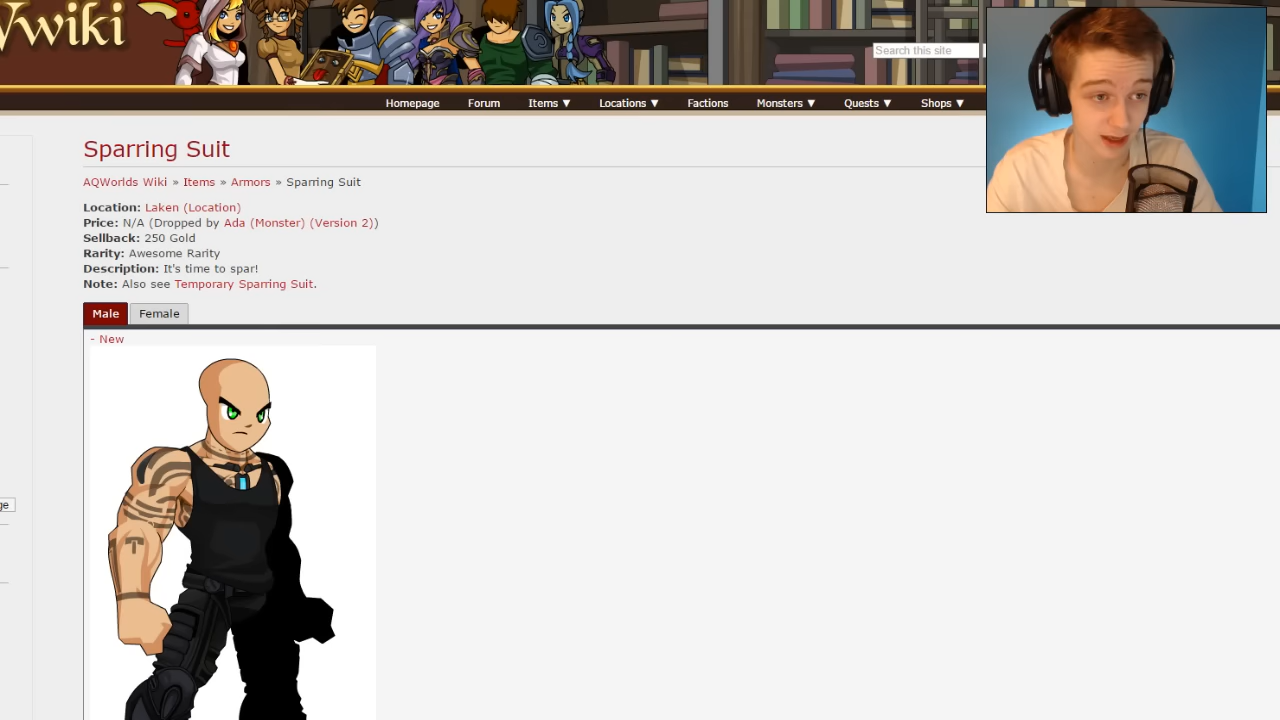 wiki
Search this site
Homepage Forum Items ▼ Locations ▼ Factions Monsters ▼ Quests ▼ Shops ▼
Sparring Suit
AQWorlds Wiki » Items » Armors » Sparring Suit
Location: Laken (Location)
Price: N/A (Dropped by Ada (Monster) (Version 2))
Sellback: 250 Gold
Rarity: Awesome Rarity
Description: It's time to spar!
Note: Also see Temporary Sparring Suit.
Male Female
- New
ge